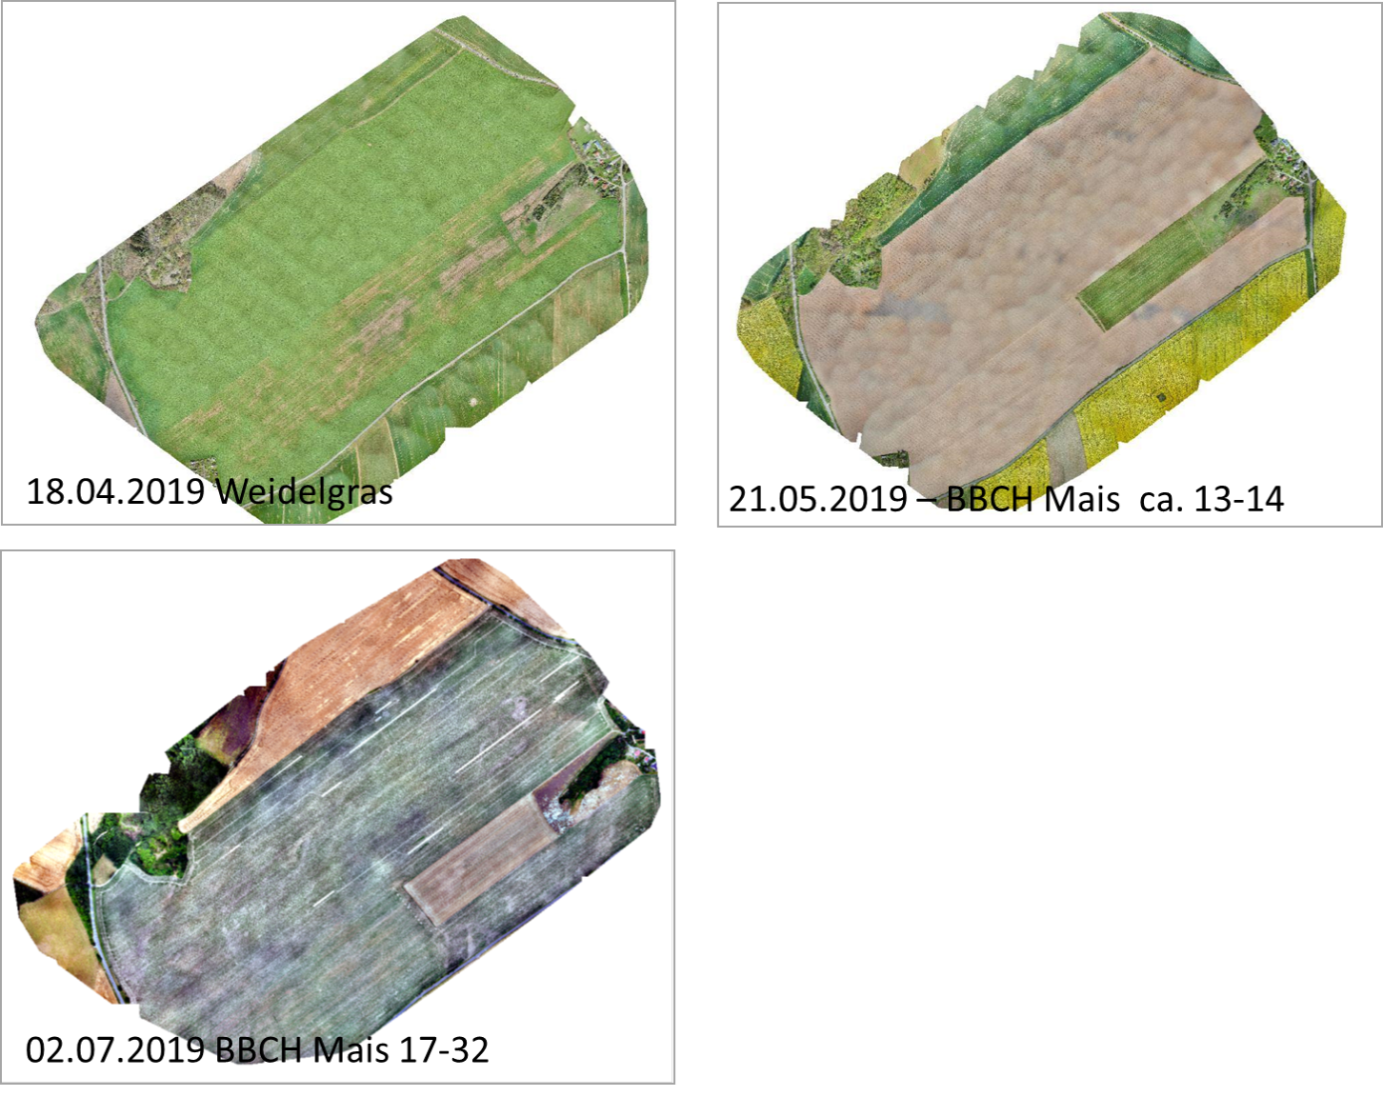 18.04.2019 Weidelgras
21.05.2019 – BBCH Mais  ca. 13-14
02.07.2019 BBCH Mais 17-32